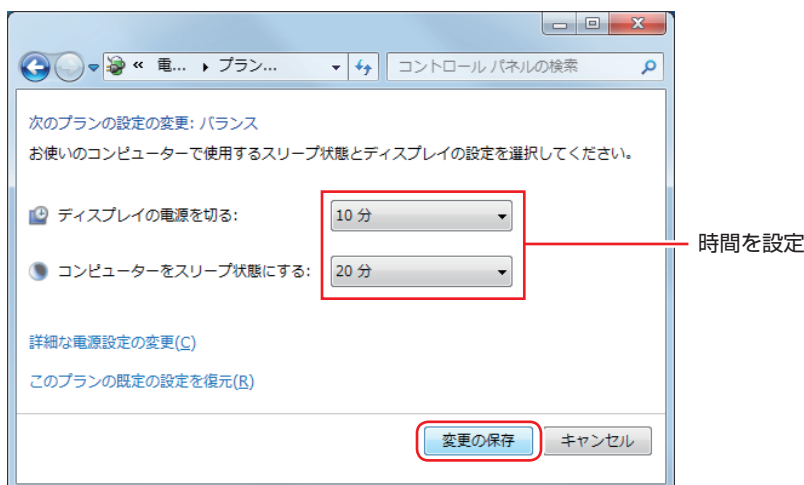 « 電... ▸ プラン...
コントロール パネルの検索
次のプランの設定の変更: バランス
お使いのコンピューターで使用するスリープ状態とディスプレイの設定を選択してください。
ディスプレイの電源を切る: 10 分
時間を設定
コンピューターをスリープ状態にする: 20 分
詳細な電源設定の変更(C)
このプランの既定の設定を復元(R)
変更の保存 キャンセル